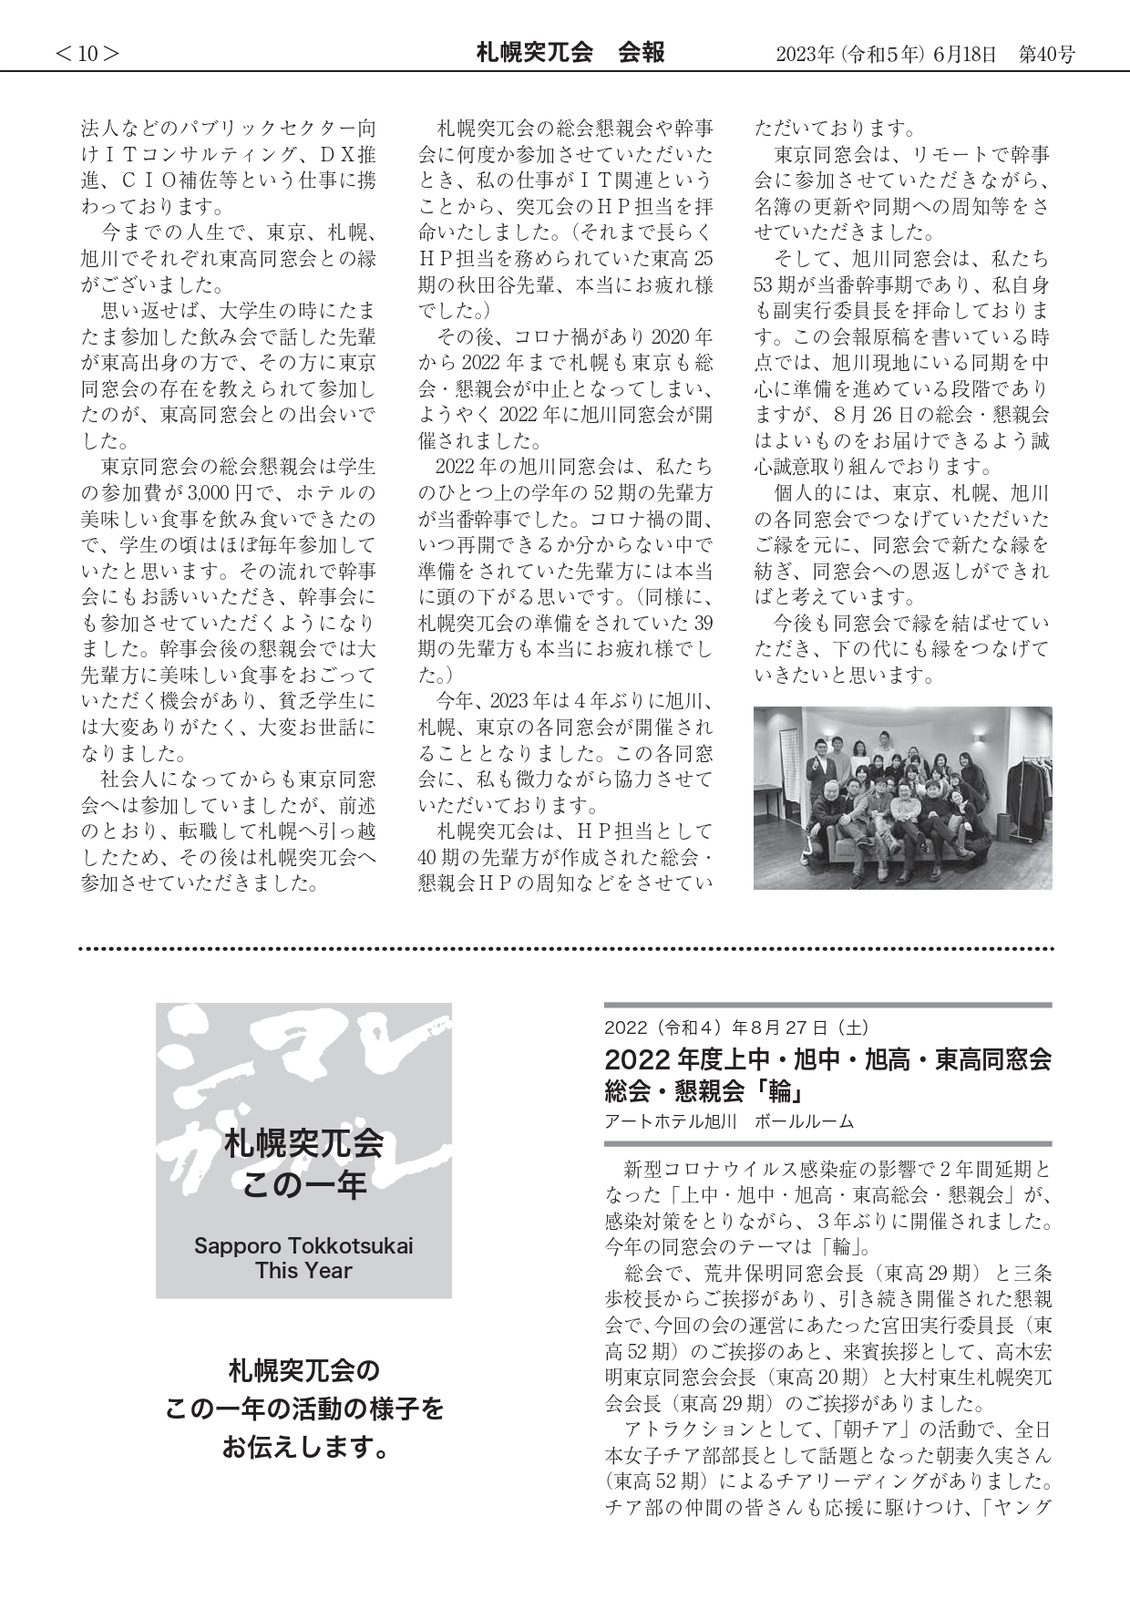 ＜10＞
札幌突兀会　会報
2023年（令和５年）６月18日　第40号
法人などのパブリックセクター向
けＩＴコンサルティング、ＤＸ推
進、ＣＩＯ補佐等という仕事に携
わっております。
　今までの人生で、東京、札幌、
旭川でそれぞれ東高同窓会との縁
がございました。
　思い返せば、大学生の時にたま
たま参加した飲み会で話した先輩
が東高出身の方で、その方に東京
同窓会の存在を教えられて参加し
たのが、東高同窓会との出会いで
した。
　東京同窓会の総会懇親会は学生
の参加費が 3,000 円で、ホテルの
美味しい食事を飲み食いできたの
で、学生の頃はほぼ毎年参加して
いたと思います。その流れで幹事
会にもお誘いいただき、幹事会に
も参加させていただくようになり
ました。幹事会後の懇親会では大
先輩方に美味しい食事をおごって
いただく機会があり、貧乏学生に
は大変ありがたく、大変お世話に
なりました。
　社会人になってからも東京同窓
会へは参加していましたが、前述
のとおり、転職して札幌へ引っ越
したため、その後は札幌突兀会へ
参加させていただきました。
　札幌突兀会の総会懇親会や幹事
会に何度か参加させていただいた
とき、私の仕事がＩＴ関連という
ことから、突兀会のＨＰ担当を拝
命いたしました。（それまで長らく
ＨＰ担当を務められていた東高 25
期の秋田谷先輩、本当にお疲れ様
でした。）
　その後、コロナ禍があり 2020 年
から 2022 年まで札幌も東京も総
会・懇親会が中止となってしまい、
ようやく 2022 年に旭川同窓会が開
催されました。
　2022 年の旭川同窓会は、私たち
のひとつ上の学年の 52 期の先輩方
が当番幹事でした。コロナ禍の間、
いつ再開できるか分からない中で
準備をされていた先輩方には本当
に頭の下がる思いです。（同様に、
札幌突兀会の準備をされていた 39
期の先輩方も本当にお疲れ様でし
た。）
　今年、2023 年は４年ぶりに旭川、
札幌、東京の各同窓会が開催され
ることとなりました。この各同窓
会に、私も微力ながら協力させて
いただいております。
　札幌突兀会は、ＨＰ担当として
40 期の先輩方が作成された総会・
懇親会ＨＰの周知などをさせてい
ただいております。
　東京同窓会は、リモートで幹事
会に参加させていただきながら、
名簿の更新や同期への周知等をさ
せていただきました。
　そして、旭川同窓会は、私たち
53 期が当番幹事期であり、私自身
も副実行委員長を拝命しておりま
す。この会報原稿を書いている時
点では、旭川現地にいる同期を中
心に準備を進めている段階であり
ますが、８月 26 日の総会・懇親会
はよいものをお届けできるよう誠
心誠意取り組んでおります。
　個人的には、東京、札幌、旭川
の各同窓会でつなげていただいた
ご縁を元に、同窓会で新たな縁を
紡ぎ、同窓会への恩返しができれ
ばと考えています。
　今後も同窓会で縁を結ばせてい
ただき、下の代にも縁をつなげて
いきたいと思います。
シマレ
ガンバレ
札幌突兀会
この一年
Sapporo Tokkotsukai
This Year
札幌突兀会の
この一年の活動の様子を
お伝えします。
2022（令和４）年８月 27 日（土）
2022 年度上中・旭中・旭高・東高同窓会
総会・懇親会「輪」
アートホテル旭川　ボールルーム
　新型コロナウイルス感染症の影響で２年間延期と
なった「上中・旭中・旭高・東高総会・懇親会」が、
感染対策をとりながら、３年ぶりに開催されました。
今年の同窓会のテーマは「輪」。
　総会で、荒井保明同窓会長（東高 29 期）と三条
歩校長からご挨拶があり、引き続き開催された懇親
会で、今回の会の運営にあたった宮田実行委員長（東
高 52 期）のご挨拶のあと、来賓挨拶として、高木宏
明東京同窓会会長（東高 20 期）と大村東生札幌突兀
会会長（東高 29 期）のご挨拶がありました。
　アトラクションとして、「朝チア」の活動で、全日
本女子チア部部長として話題となった朝妻久実さん
（東高 52 期）によるチアリーディングがありました。
チア部の仲間の皆さんも応援に駆けつけ、「ヤング